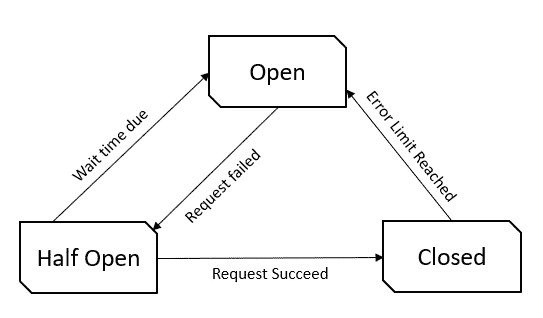 Open
Wait time due
Request failed
Error Limit Reached
Half Open
Request Succeed
Closed